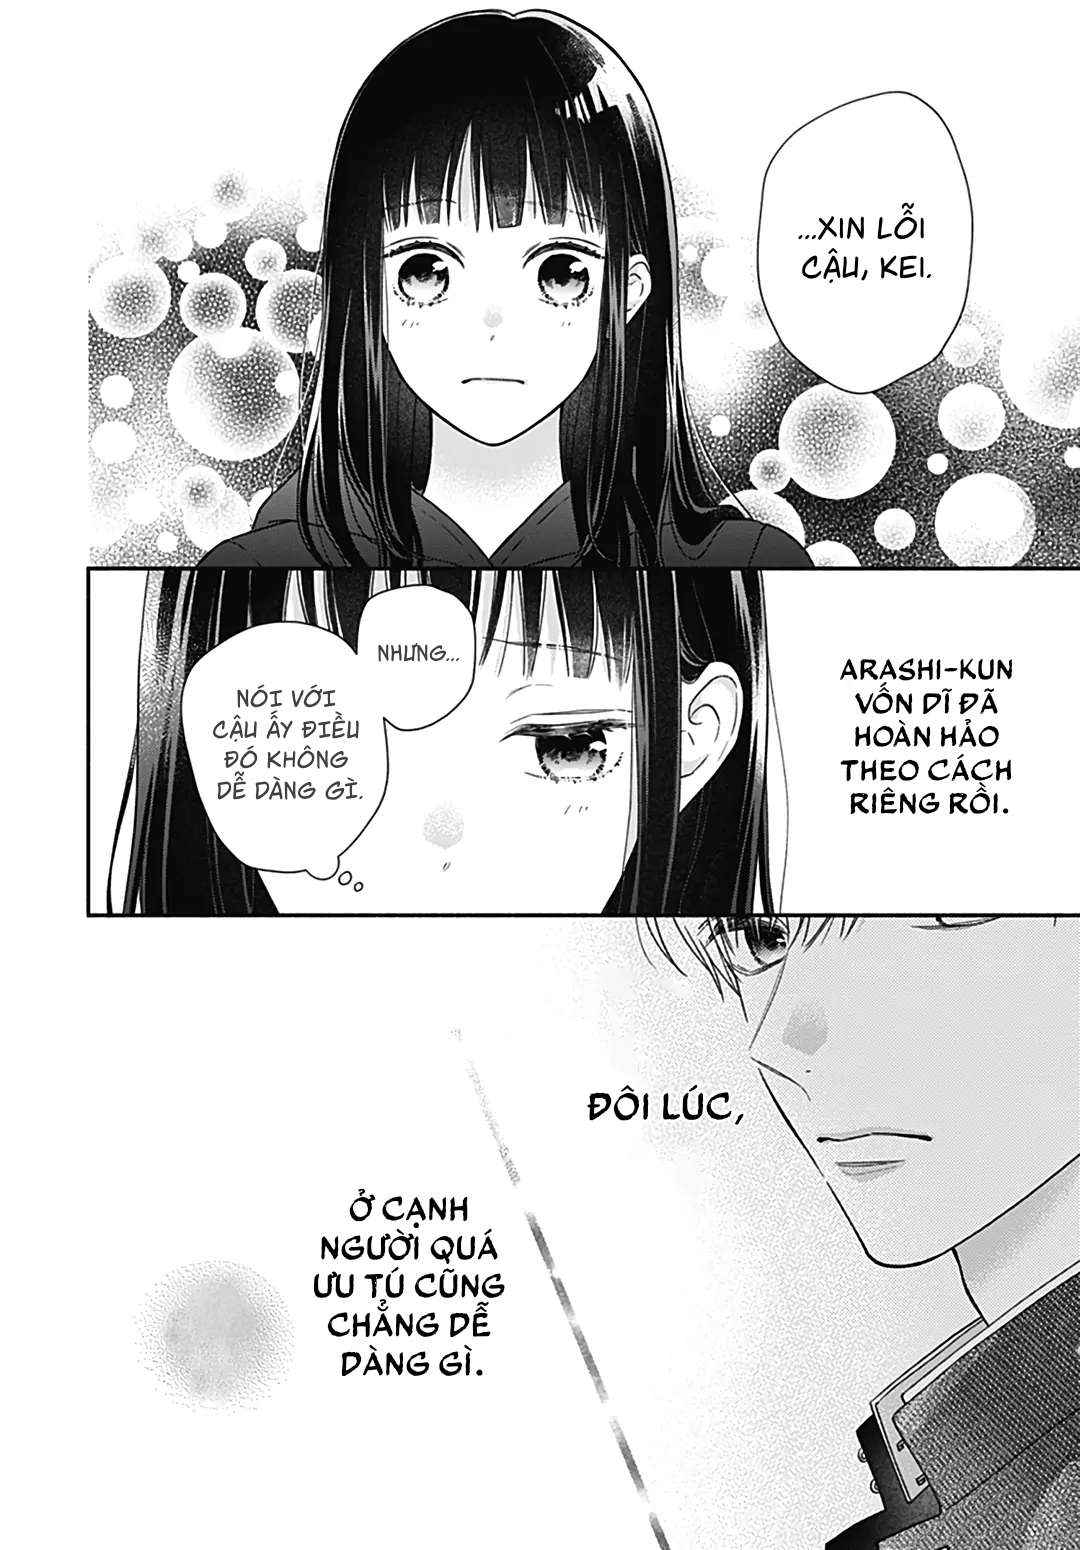 ...XIN LỖI
CẬU, KEI.
ARASHI-KUN
VỐN DĨ ĐÃ
HOÀN HẢO
THEO CÁCH
RIÊNG RỒI.
NHƯNG...
NÓI VỚI
CẬU ẤY ĐIỀU
ĐÓ KHÔNG
DỄ DÀNG GÌ.
ĐÔI LÚC,
Ở CẠNH
NGƯỜI QUÁ
ƯU TÚ CŨNG
CHẲNG DỄ
DÀNG GÌ.